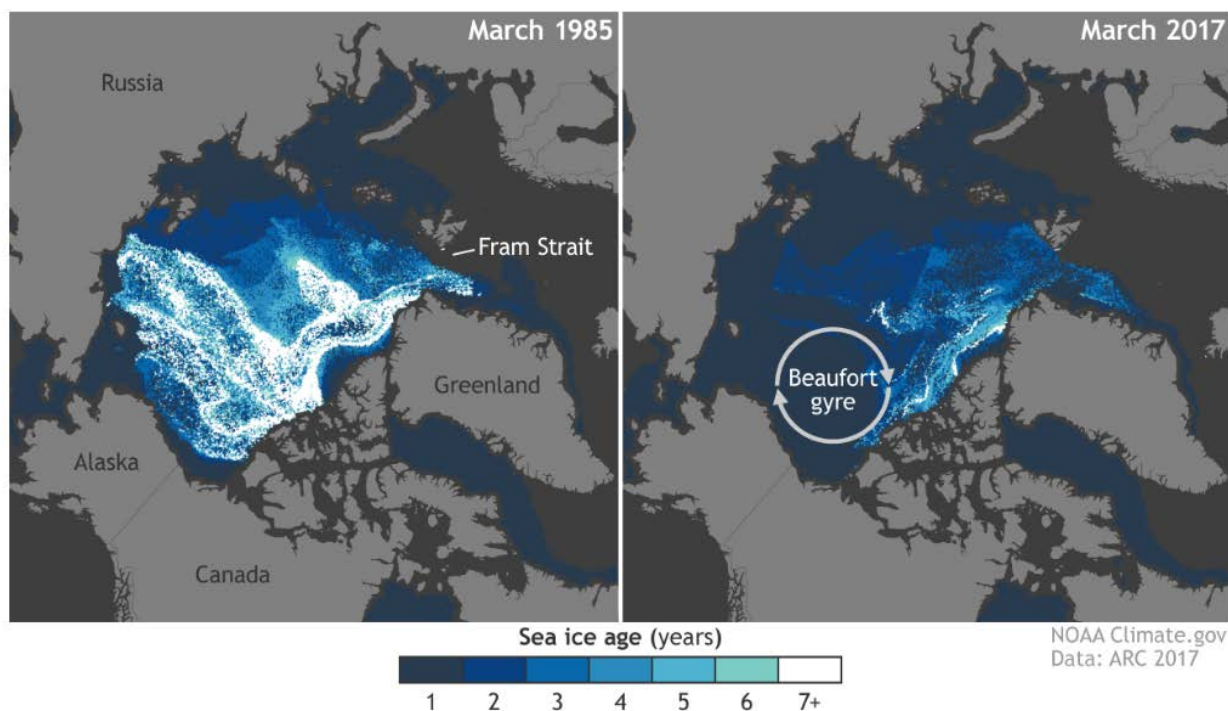 March 1985
March 2017
Russia
Fram Strait
Greenland
Beaufort
gyre
Alaska
Canada
Sea ice age (years)
1 2 3 4 5 6 7+
NOAA Climate.gov
Data: ARC 2017